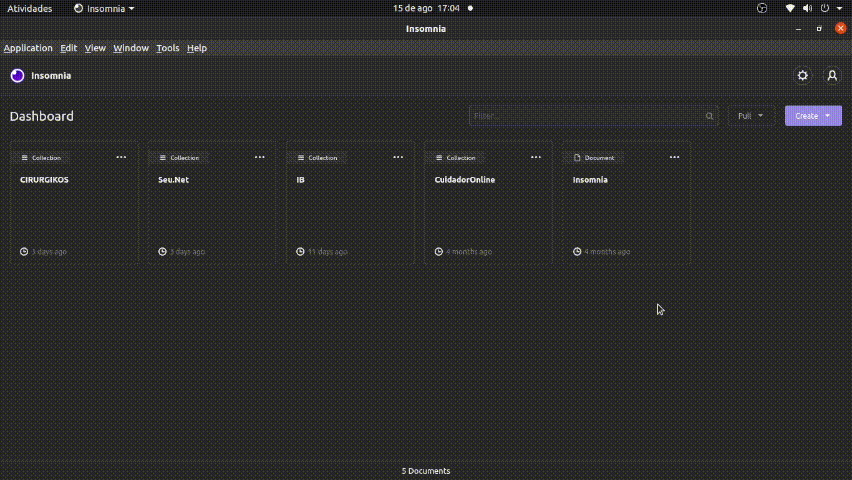 Atividades Insomnia 15 de ago 17:04
Insomnia
Application Edit View Window Tools Help
Insomnia
Dashboard Filter... Pull Create
Collection Collection Collection Collection Document
CIRURGIKOS Seu.Net IB CuidadorOnline Insomnia
3 days ago 3 days ago 11 days ago 4 months ago 4 months ago
5 Documents